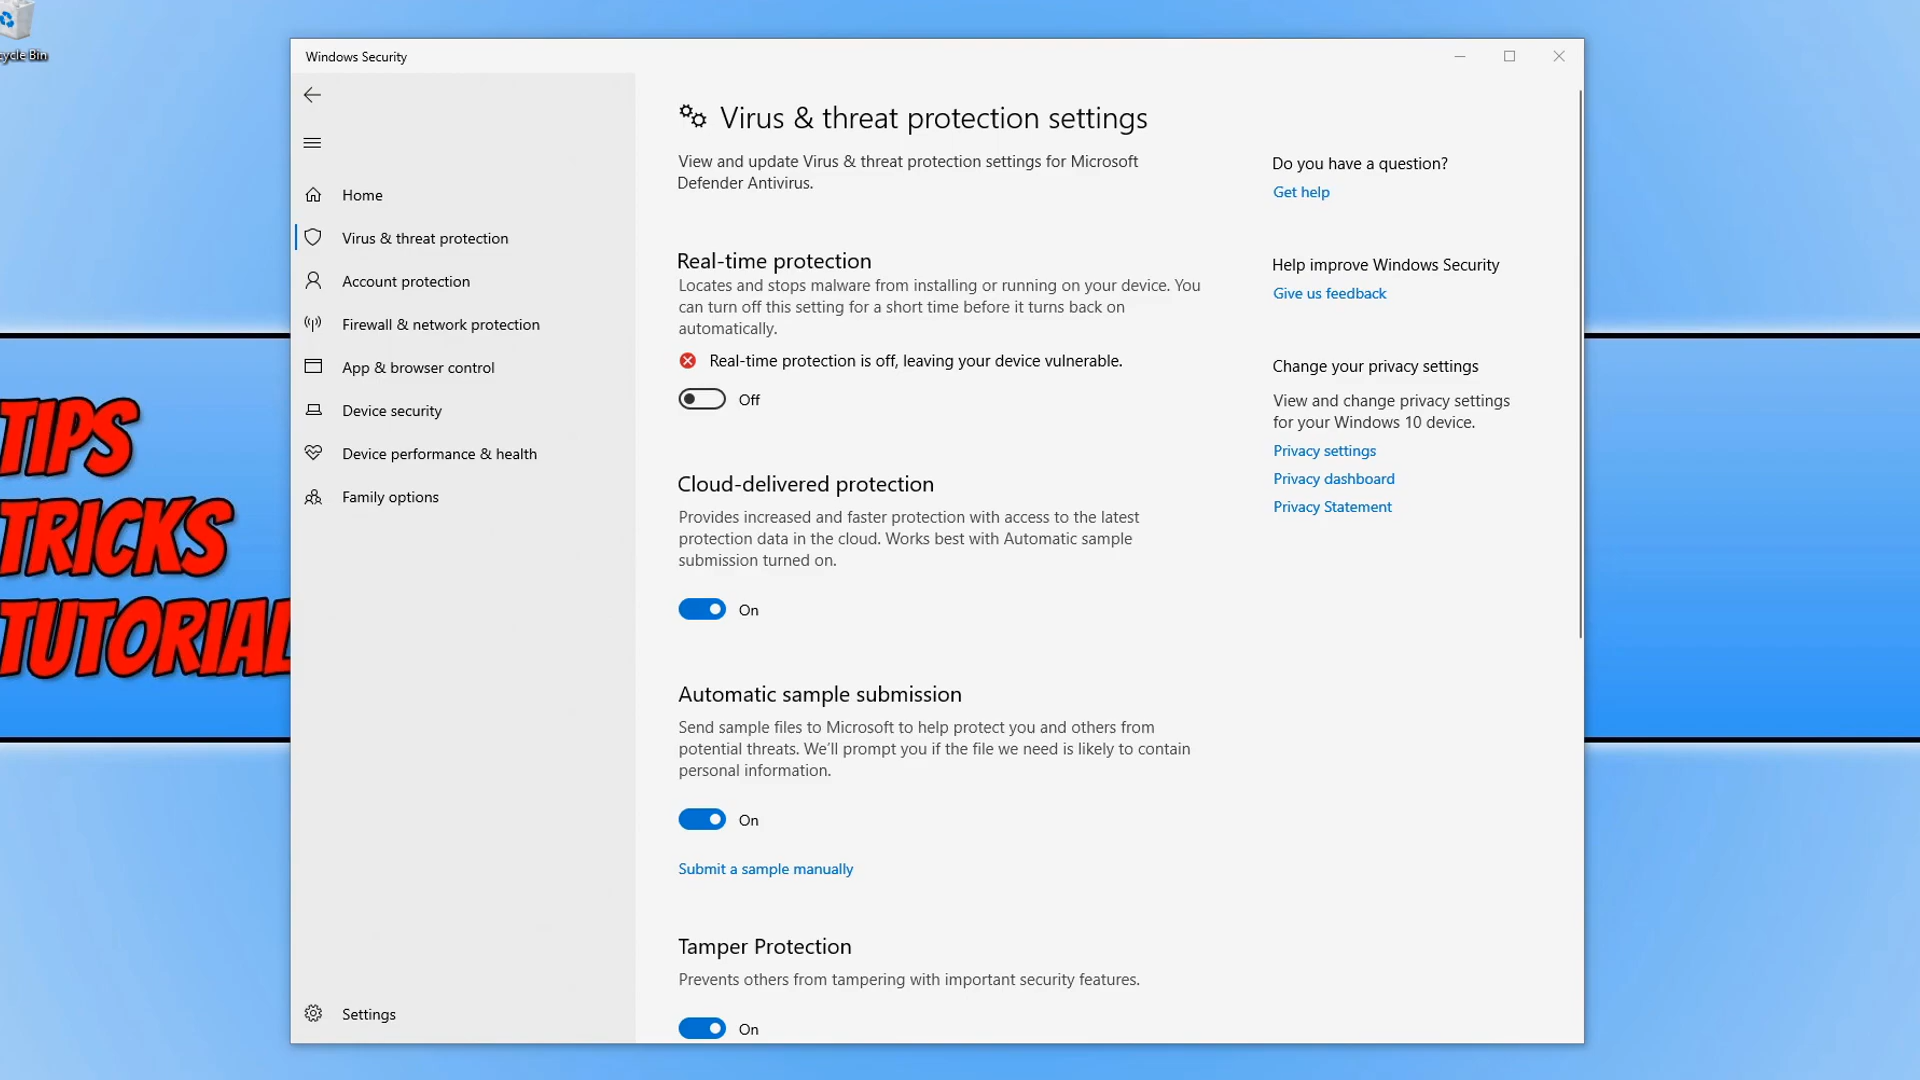 cycle Bin
Windows Security
Home
Virus & threat protection
Account protection
Firewall & network protection
App & browser control
Device security
Device performance & health
Family options
Settings
Virus & threat protection settings
View and update Virus & threat protection settings for Microsoft
Defender Antivirus.
Real-time protection
Locates and stops malware from installing or running on your device. You
can turn off this setting for a short time before it turns back on
automatically.
Real-time protection is off, leaving your device vulnerable.
Off
Cloud-delivered protection
Provides increased and faster protection with access to the latest
protection data in the cloud. Works best with Automatic sample
submission turned on.
On
Automatic sample submission
Send sample files to Microsoft to help protect you and others from
potential threats. We'll prompt you if the file we need is likely to contain
personal information.
On
Submit a sample manually
Tamper Protection
Prevents others from tampering with important security features.
On
Do you have a question?
Get help
Help improve Windows Security
Give us feedback
Change your privacy settings
View and change privacy settings
for your Windows 10 device.
Privacy settings
Privacy dashboard
Privacy Statement
TIPS
TRICKS
TUTORIAL